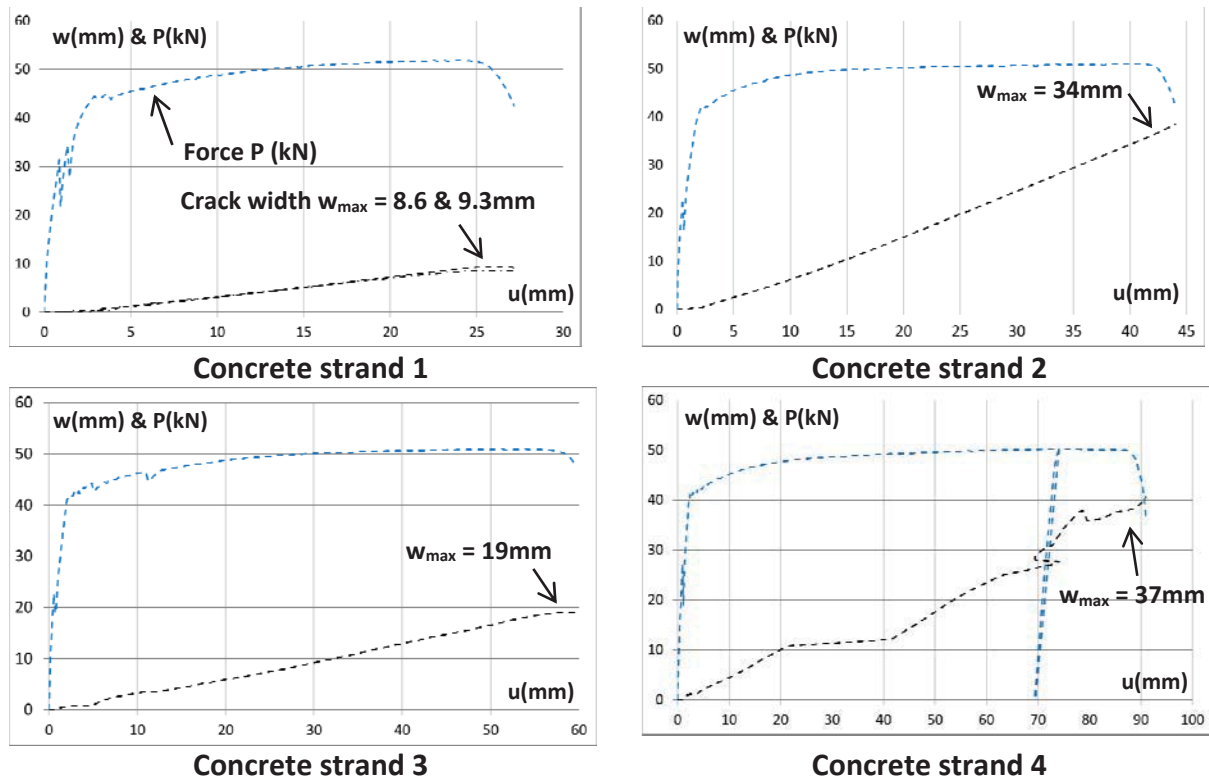 60
w(mm) & P(kN)
50
40
Force P (kN)
30
Crack width wmax = 8.6 & 9.3mm
20
10
u(mm)
0
0 5 10 15 20 25 30
Concrete strand 1
60
w(mm) & P(kN)
50
wmax = 34mm
40
30
20
10
u(mm)
0
0 5 10 15 20 25 30 35 40 45
Concrete strand 2
60
w(mm) & P(kN)
50
40
30
wmax = 19mm
20
10
u(mm)
0
0 10 20 30 40 50 60
Concrete strand 3
60
w(mm) & P(kN)
50
40
30
wmax = 37mm
20
10
u(mm)
0
0 10 20 30 40 50 60 70 80 90 100
Concrete strand 4